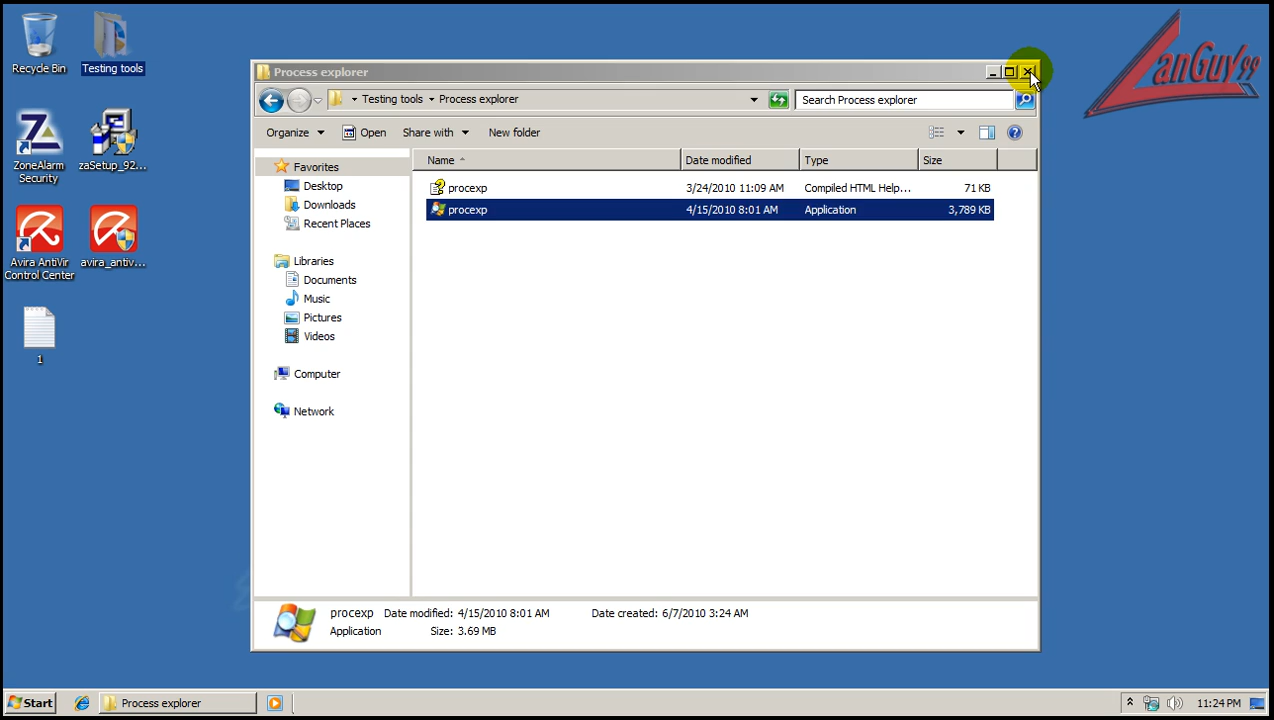 Recycle Bin
Testing tools
ZoneAlarm
Security
zaSetup_92...
Avira AntiVir
Control Center
avira_antiv...
1
LanGuy99
Process explorer
Testing tools
Process explorer
Search Process explorer
Organize
Open
Share with
New folder
Favorites
Desktop
Downloads
Recent Places
Libraries
Documents
Music
Pictures
Videos
Computer
Network
Name
Date modified
Type
Size
procexp 3/24/2010 11:09 AM Compiled HTML Help... 71 KB
procexp 4/15/2010 8:01 AM Application 3,789 KB
procexp Date modified: 4/15/2010 8:01 AM Date created: 6/7/2010 3:24 AM
Application Size: 3.69 MB
Start
Process explorer
11:24 PM